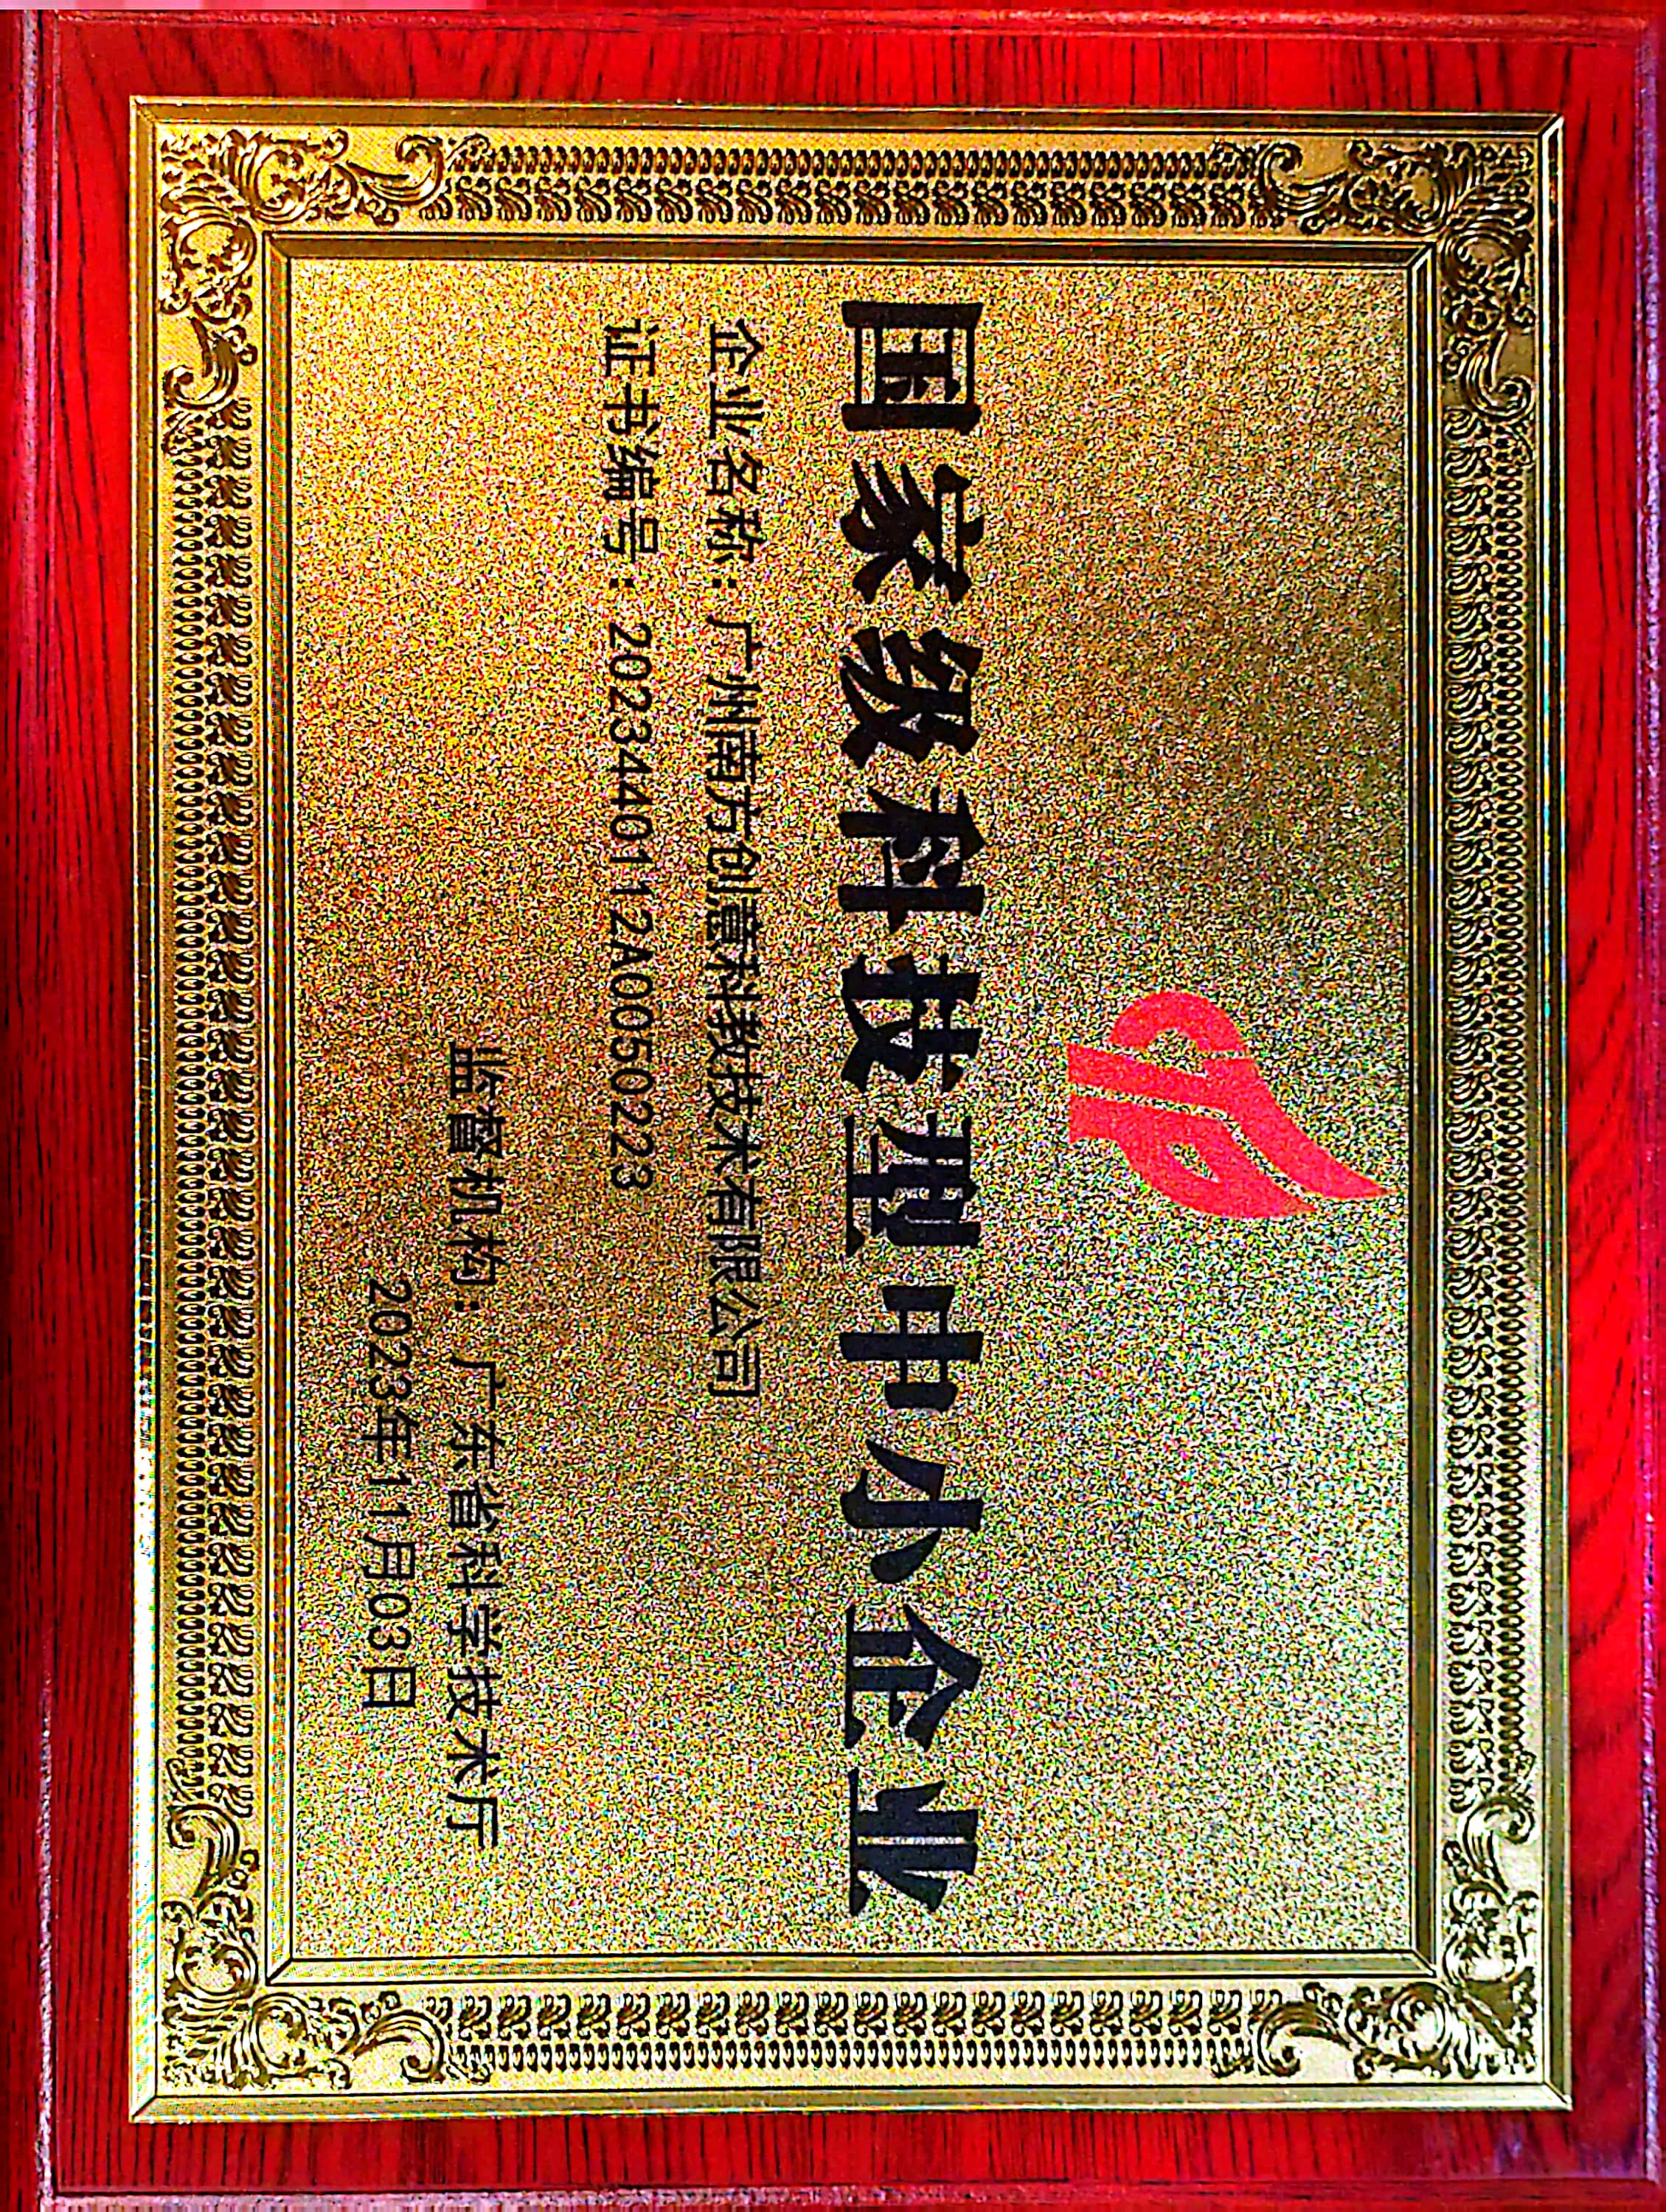 国家级科技型中小企业
企业名称：广州南方创意科教技术有限公司
证书编号：2023440112A0050223
监督机构：广东省科学技术厅
2023年11月03日